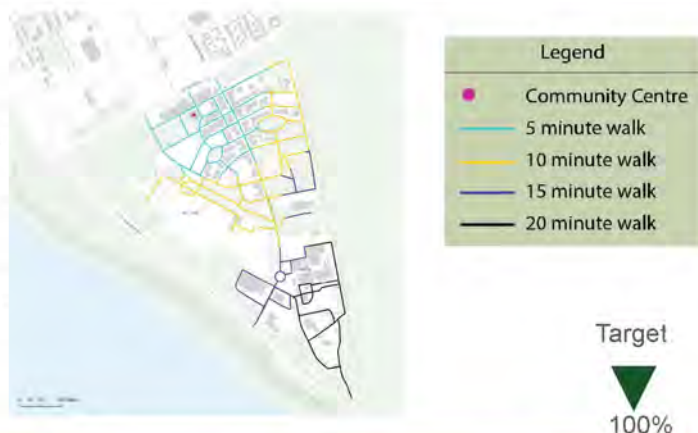 Legend
Community Centre
5 minute walk
10 minute walk
15 minute walk
20 minute walk
Target
100%